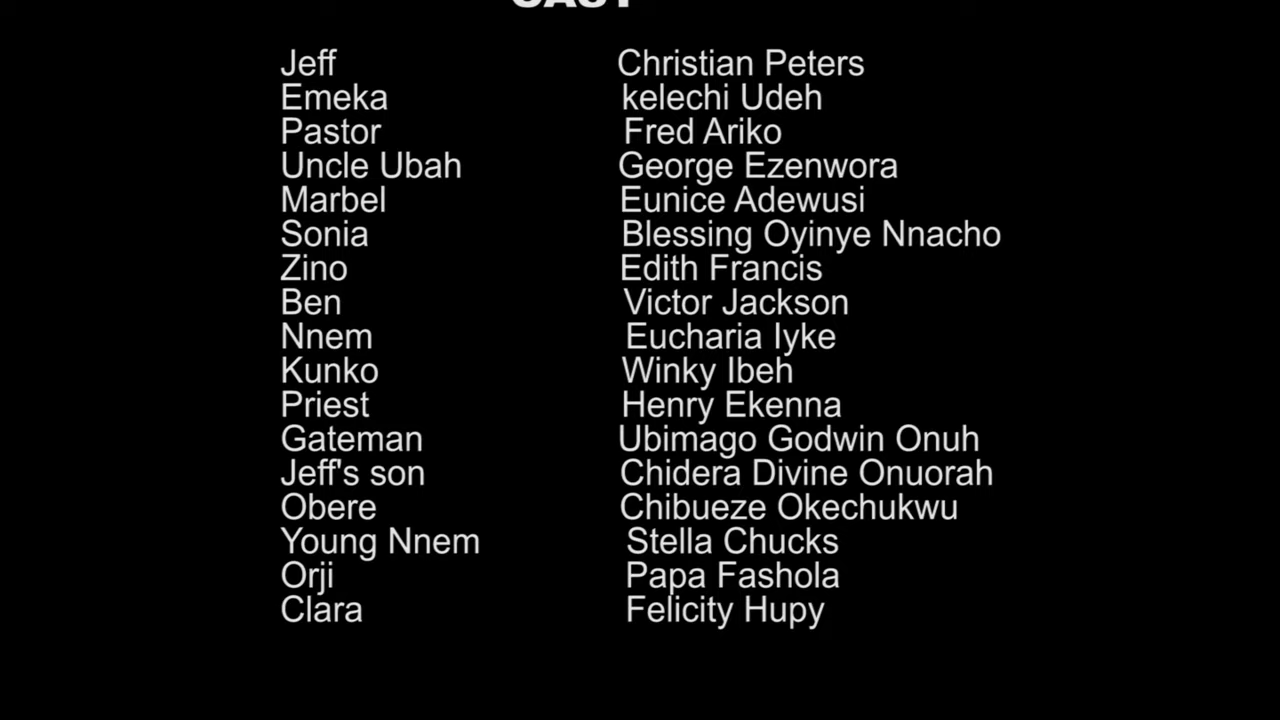 CAST
Jeff Christian Peters
Emeka kelechi Udeh
Pastor Fred Ariko
Uncle Ubah George Ezenwora
Marbel Eunice Adewusi
Sonia Blessing Oyinye Nnacho
Zino Edith Francis
Ben Victor Jackson
Nnem Eucharia Iyke
Kunko Winky Ibeh
Priest Henry Ekenna
Gateman Ubimago Godwin Onuh
Jeff's son Chidera Divine Onuorah
Obere Chibueze Okechukwu
Young Nnem Stella Chucks
Orji Papa Fashola
Clara Felicity Hupy